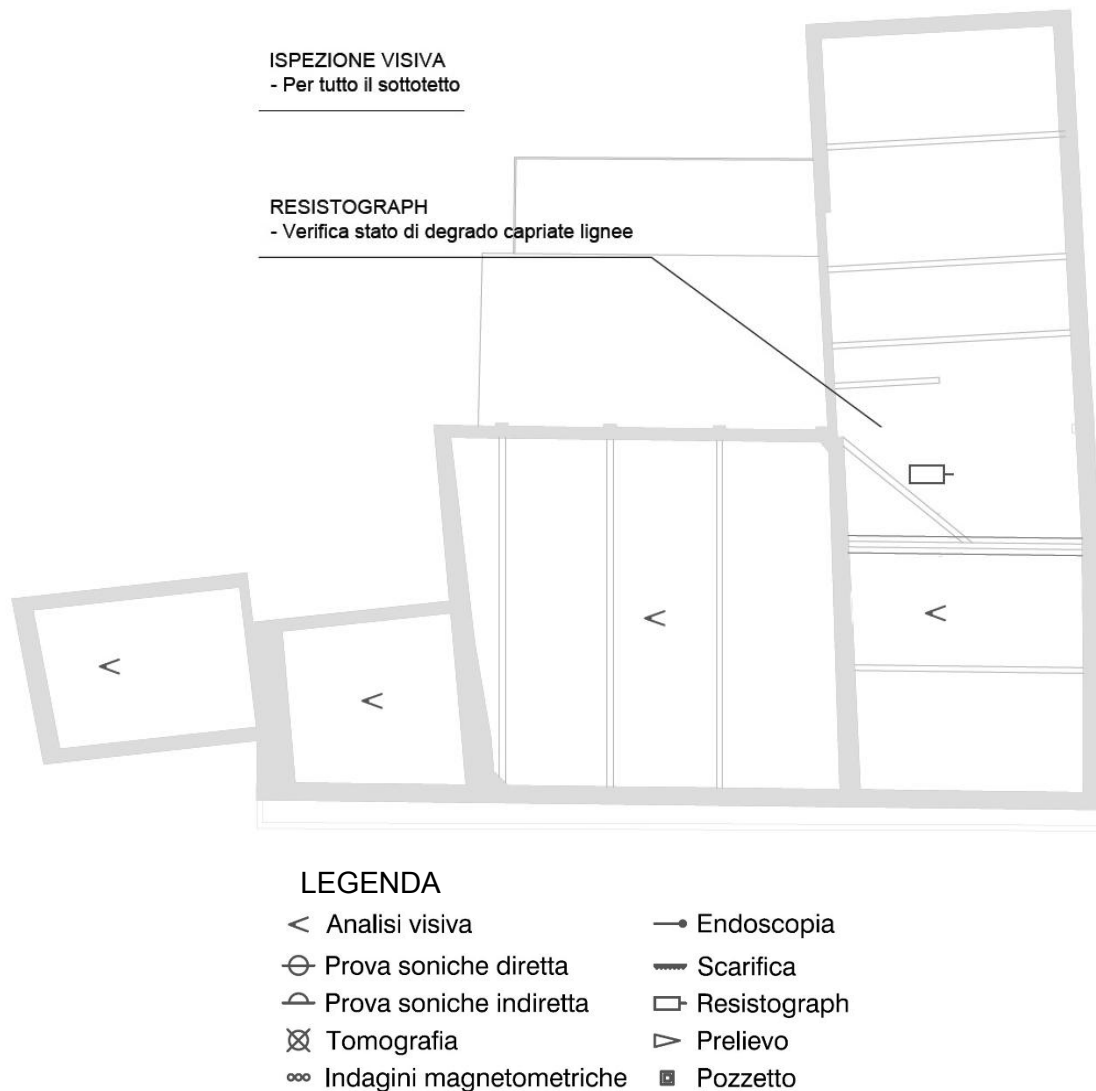 ISPEZIONE VISIVA
- Per tutto il sottotetto
RESISTOGRAPH
- Verifica stato di degrado capriate lignee
LEGENDA
Analisi visiva
Prova soniche diretta
Prova soniche indiretta
Tomografia
Indagini magnetometriche
Endoscopia
Scarifica
Resistograph
Prelievo
Pozzetto